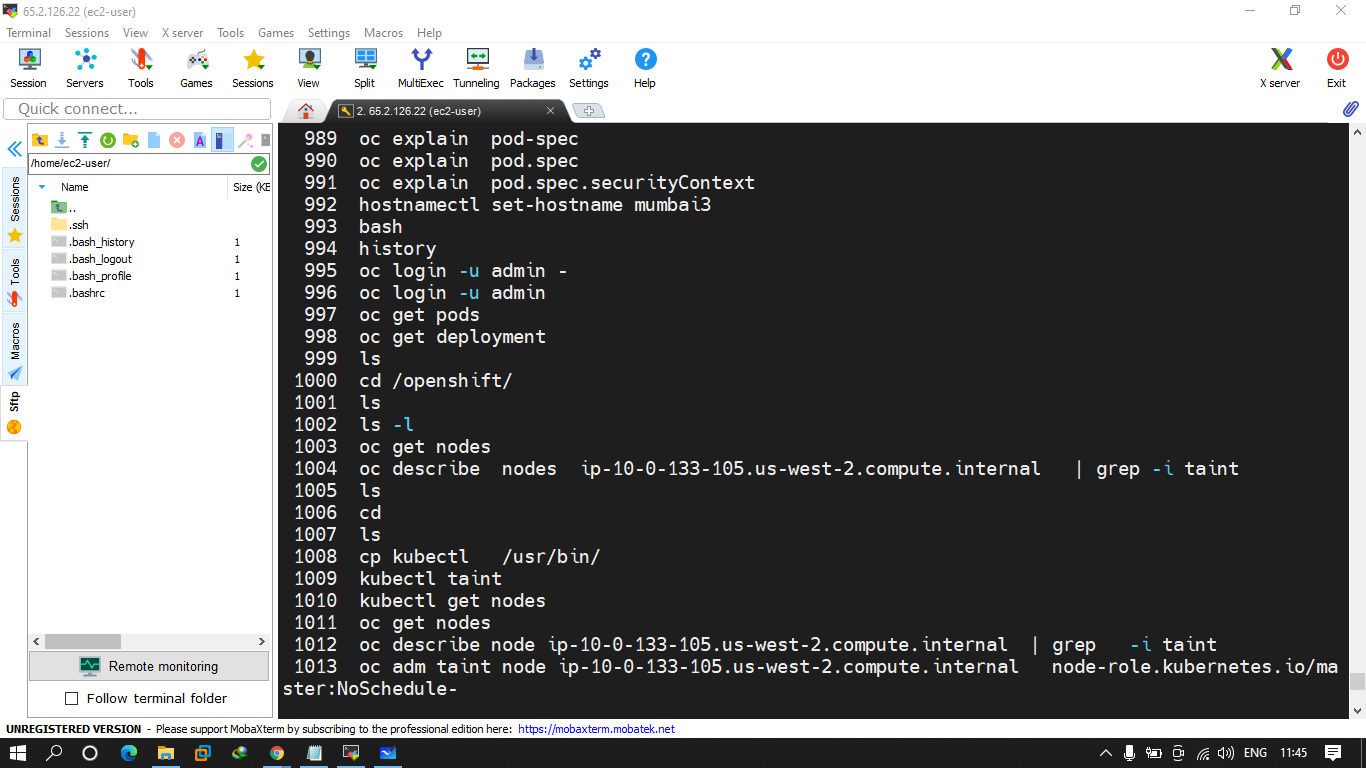 65.2.126.22 (ec2-user)
Terminal Sessions View X server Tools Games Settings Macros Help
Session Servers Tools Games Sessions View Split MultiExec Tunneling Packages Settings Help X server Exit
Quick connect...
2. 65.2.126.22 (ec2-user)
/home/ec2-user/
Name Size (KB
..
.ssh
.bash_history 1
.bash_logout 1
.bash_profile 1
.bashrc 1
Sessions
Tools
Macros
Sftp
Remote monitoring
Follow terminal folder
989 oc explain  pod-spec
990 oc explain  pod.spec
991 oc explain  pod.spec.securityContext
992 hostnamectl set-hostname mumbai3
993 bash
994 history
995 oc login -u admin -
996 oc login -u admin
997 oc get pods
998 oc get deployment
999 ls
1000 cd /openshift/
1001 ls
1002 ls -l
1003 oc get nodes
1004 oc describe  nodes  ip-10-0-133-105.us-west-2.compute.internal   | grep -i taint
1005 ls
1006 cd
1007 ls
1008 cp kubectl   /usr/bin/
1009 kubectl taint
1010 kubectl get nodes
1011 oc get nodes
1012 oc describe node ip-10-0-133-105.us-west-2.compute.internal  | grep   -i taint
1013 oc adm taint node ip-10-0-133-105.us-west-2.compute.internal   node-role.kubernetes.io/ma
ster:NoSchedule-
UNREGISTERED VERSION - Please support MobaXterm by subscribing to the professional edition here: https://mobaxterm.mobatek.net
ENG 11:45